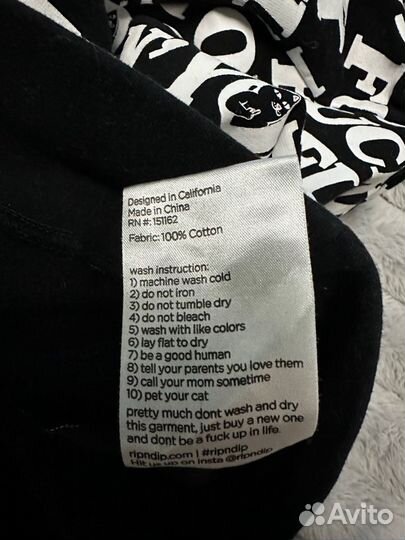 Designed in California
Made in China
RN #: 151162
Fabric: 100% Cotton
wash instruction:
1) machine wash cold
2) do not iron
3) do not tumble dry
4) do not bleach
5) wash with like colors
6) lay flat to dry
7) be a good human
8) tell your parents you love them
9) call your mom sometime
10) pet your cat
pretty much dont wash and dry
this garment, just buy a new one
and dont be a fuck up in life.
ripndip.com | #ripndip
Hit us up on insta @ripndip
Avito